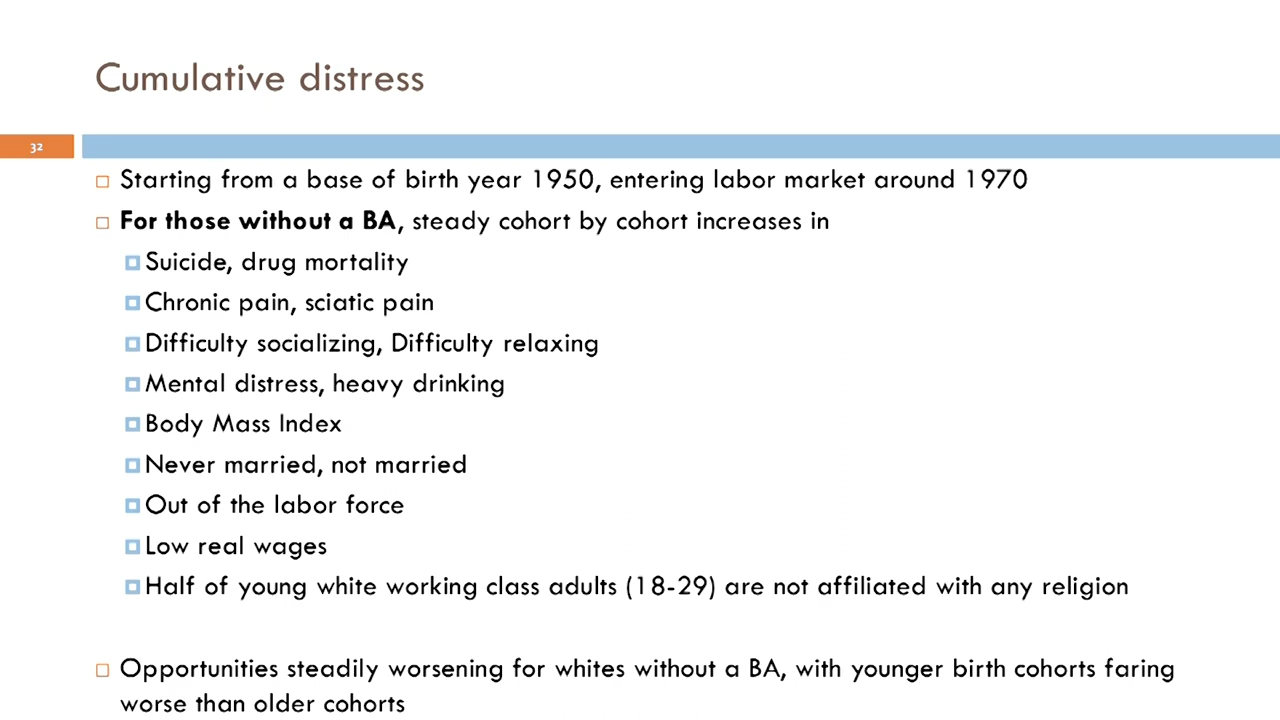 Cumulative distress
32
Starting from a base of birth year 1950, entering labor market around 1970
For those without a BA, steady cohort by cohort increases in
Suicide, drug mortality
Chronic pain, sciatic pain
Difficulty socializing, Difficulty relaxing
Mental distress, heavy drinking
Body Mass Index
Never married, not married
Out of the labor force
Low real wages
Half of young white working class adults (18-29) are not affiliated with any religion
Opportunities steadily worsening for whites without a BA, with younger birth cohorts faring
worse than older cohorts